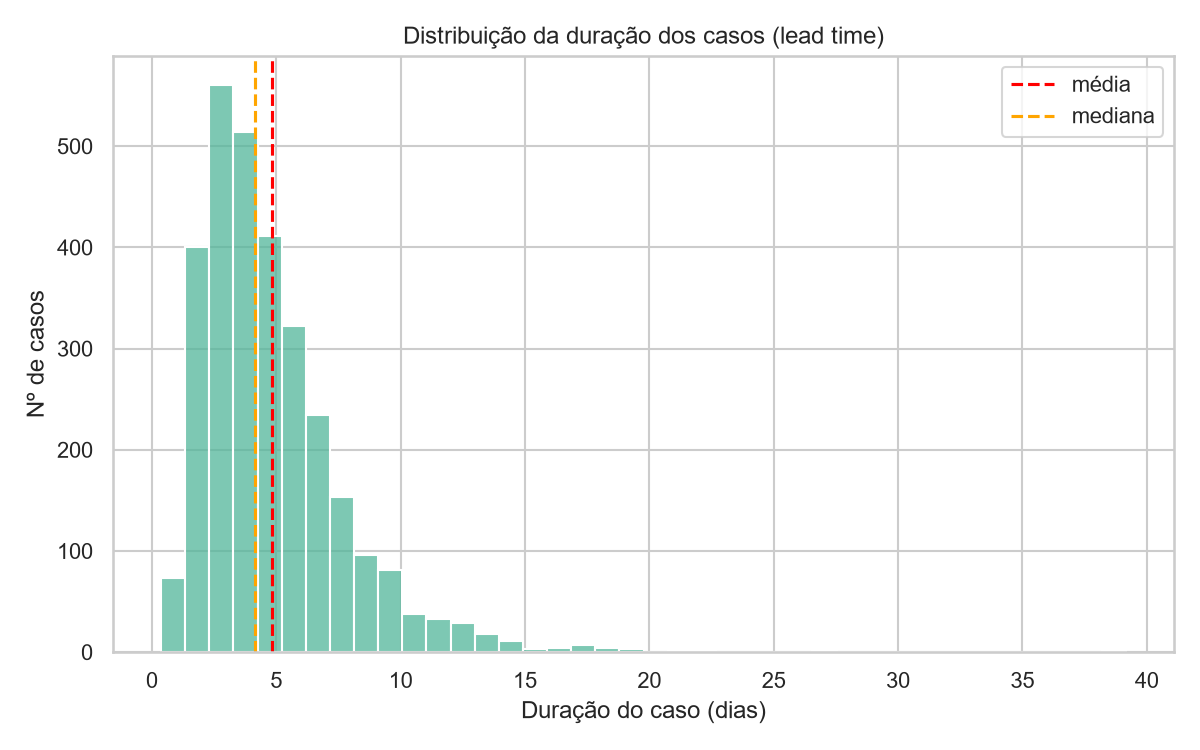 Distribuição da duração dos casos (lead time)
média
mediana
Nº de casos
500
400
300
200
100
0
0 5 10 15 20 25 30 35 40
Duração do caso (dias)